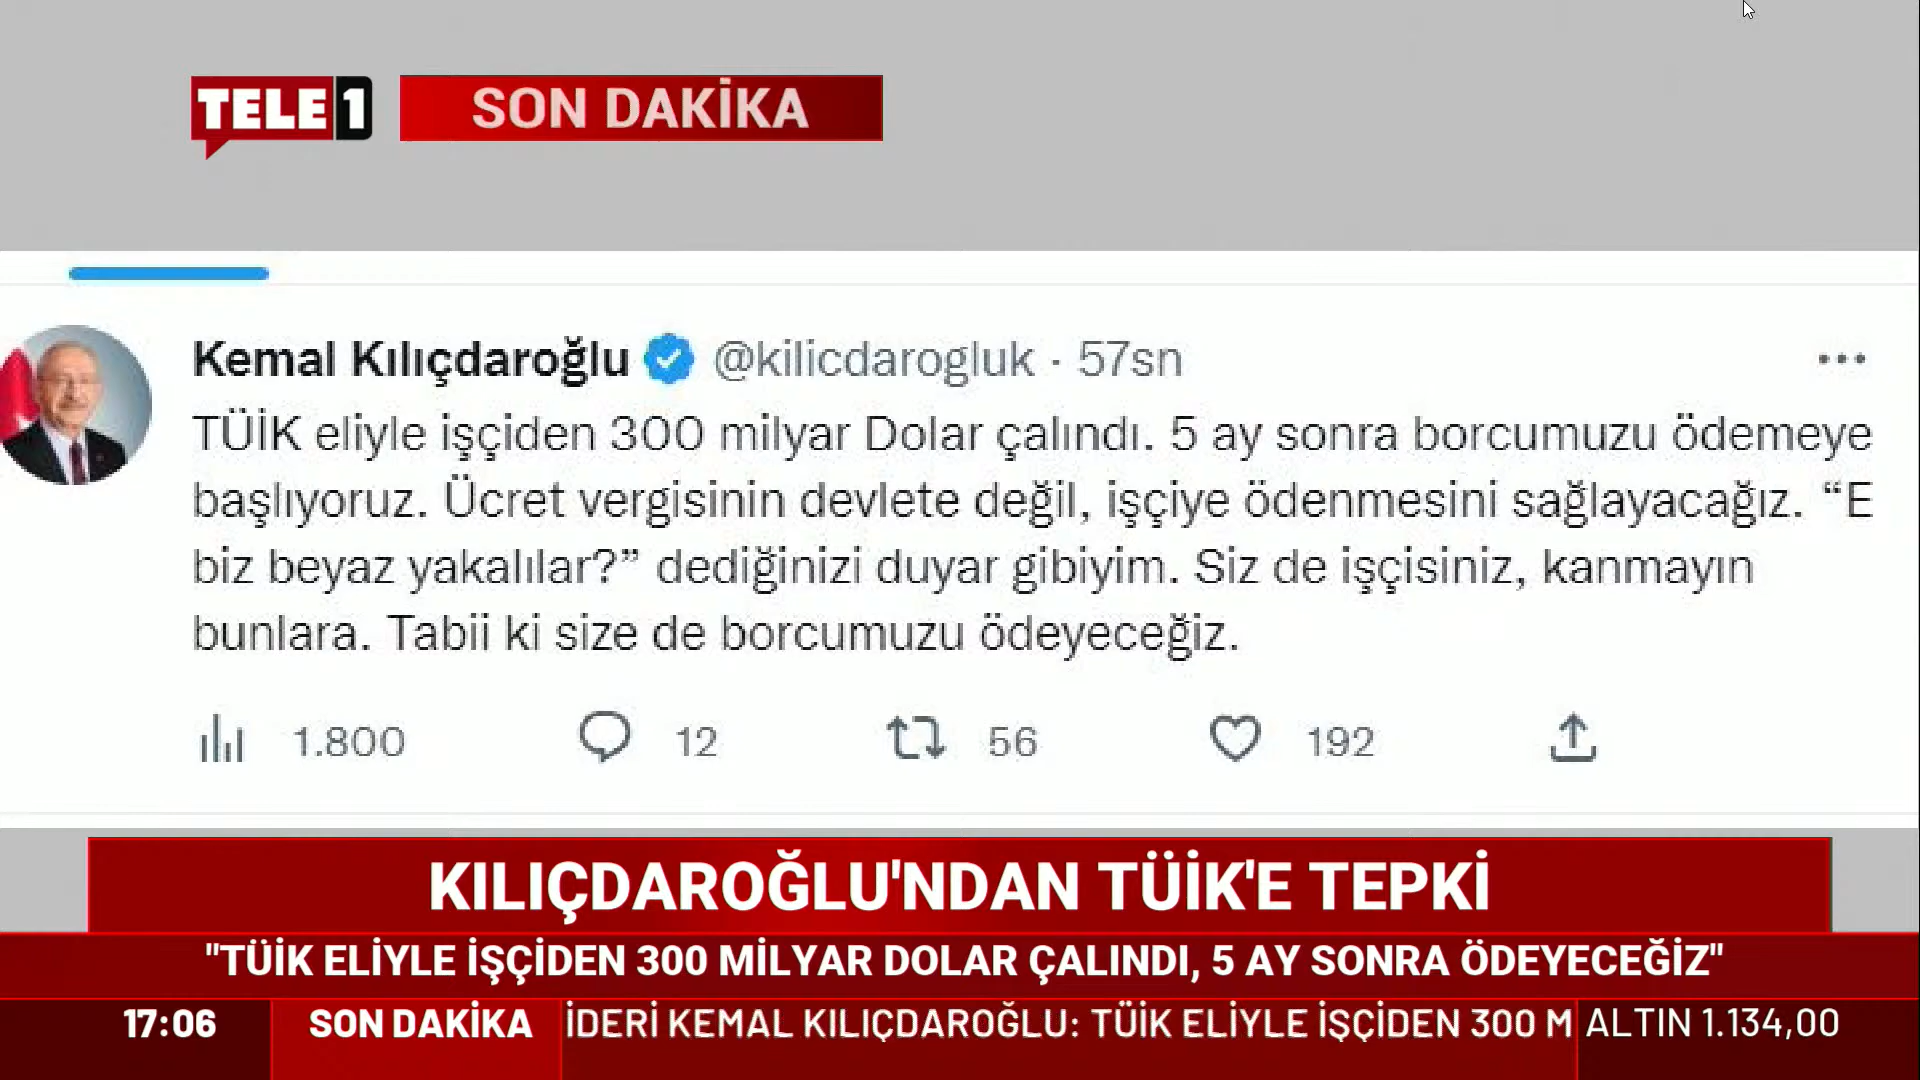 TELE1
SON DAKİKA
Kemal Kılıçdaroğlu @kilicdarogluk · 57sn
TÜİK eliyle işçiden 300 milyar Dolar çalındı. 5 ay sonra borcumuzu ödemeye
başlıyoruz. Ücret vergisinin devlete değil, işçiye ödenmesini sağlayacağız. “E
biz beyaz yakalılar?” dediğinizi duyar gibiyim. Siz de işçisiniz, kanmayın
bunlara. Tabii ki size de borcumuzu ödeyeceğiz.
1.800 12 56 192
KILIÇDAROĞLU'NDAN TÜİK'E TEPKİ
"TÜİK ELİYLE İŞÇİDEN 300 MİLYAR DOLAR ÇALINDI, 5 AY SONRA ÖDEYECEĞİZ"
17:06 SON DAKİKA İDERİ KEMAL KILIÇDAROĞLU: TÜİK ELİYLE İŞÇİDEN 300 M ALTIN 1.134,00